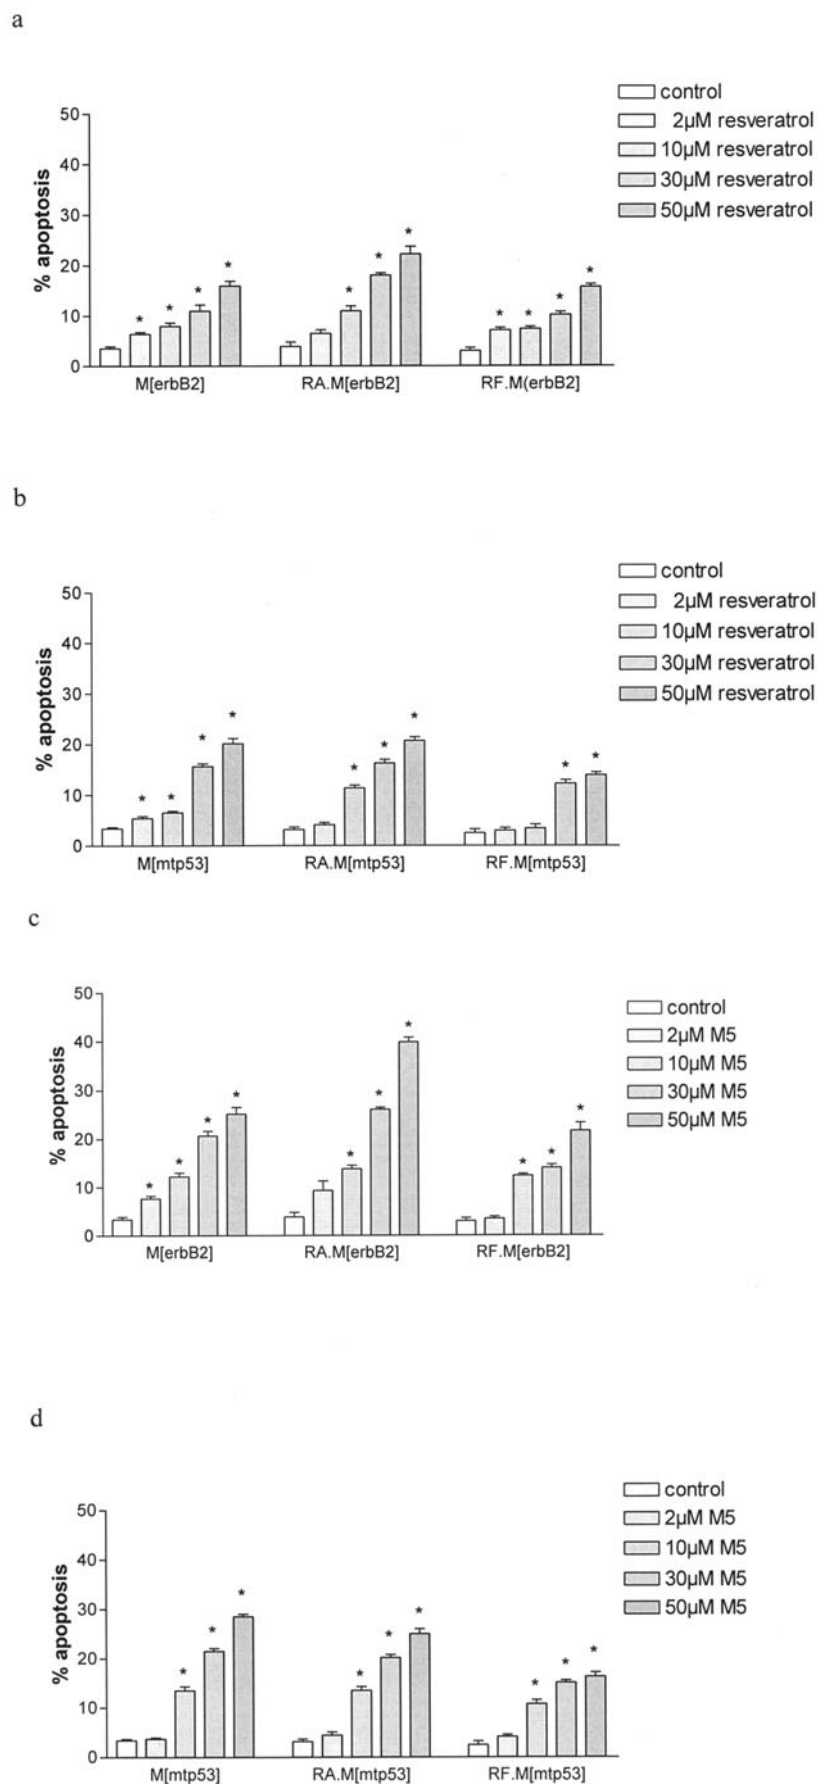 a
control
2µM resveratrol
10µM resveratrol
30µM resveratrol
50µM resveratrol
% apoptosis
50
40
30
20
10
0
* * * *
* * *
* * * *
M[erbB2] RA.M[erbB2] RF.M(erbB2]
b
control
2µM resveratrol
10µM resveratrol
30µM resveratrol
50µM resveratrol
% apoptosis
50
40
30
20
10
0
* * * *
* * *
* *
M[mtp53] RA.M[mtp53] RF.M[mtp53]
c
control
2µM M5
10µM M5
30µM M5
50µM M5
% apoptosis
50
40
30
20
10
0
* * * *
* * *
* * *
M[erbB2] RA.M[erbB2] RF.M[erbB2]
d
control
2µM M5
10µM M5
30µM M5
50µM M5
% apoptosis
50
40
30
20
10
0
* * *
* * *
* * *
M[mtp53] RA.M[mtp53] RF.M[mtp53]